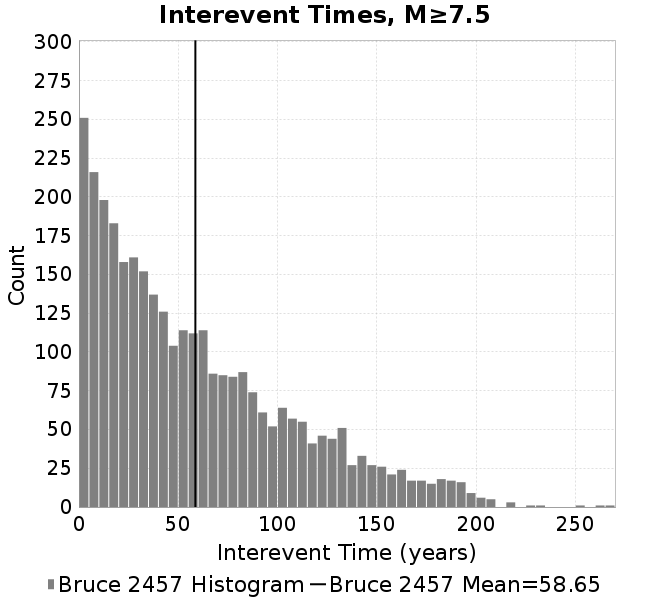 Interevent Times, M≥7.5
300
275
250
225
200
175
150
125
100
75
50
25
0
Count
0 50 100 150 200 250
Interevent Time (years)
Bruce 2457 Histogram Bruce 2457 Mean=58.65